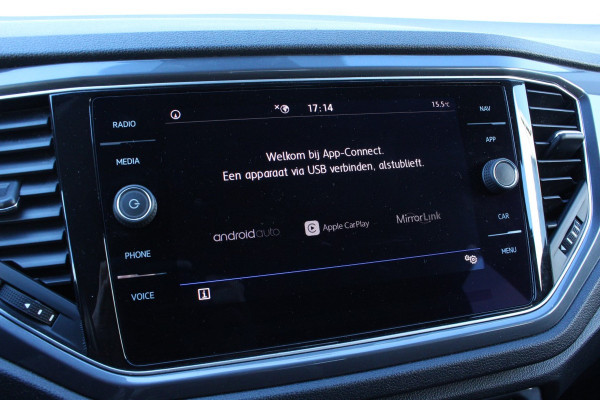 RADIO
MEDIA
PHONE
VOICE
17:14
15.5°C
Welkom bij App-Connect.
Een apparaat via USB verbinden, alstublieft.
androidauto
Apple CarPlay
MirrorLink
NAV
APP
CAR
MENU